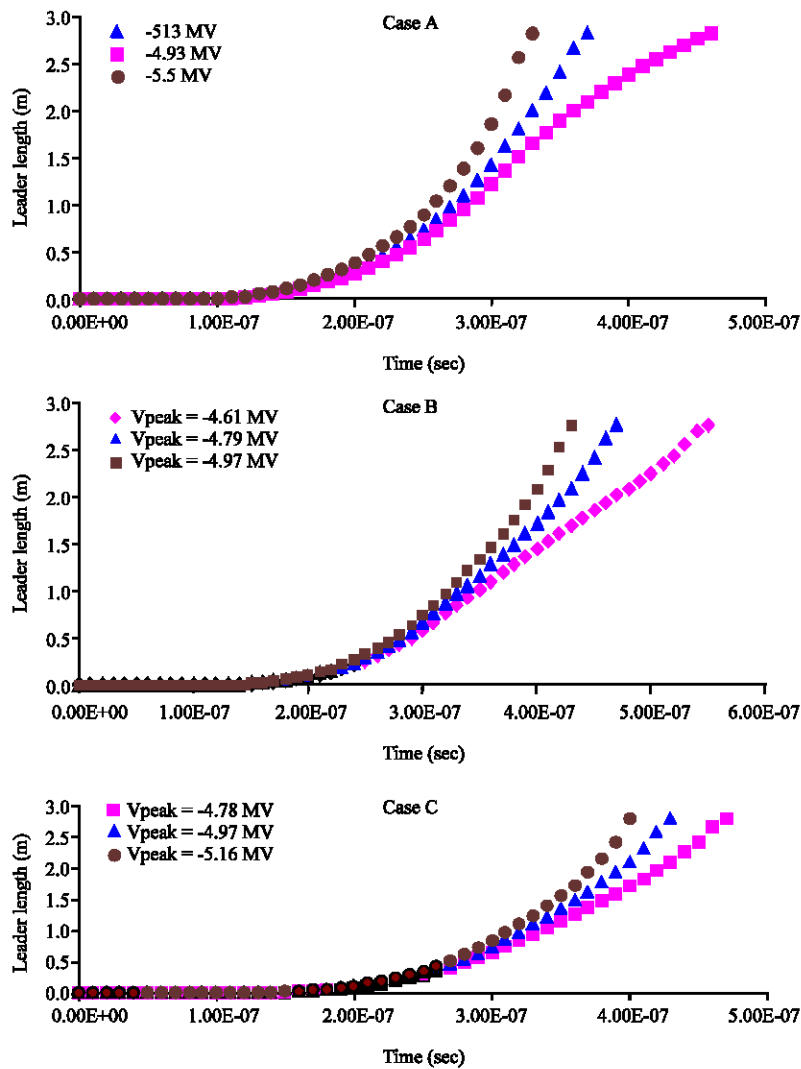 Case A
-513 MV
-4.93 MV
-5.5 MV
Leader length (m)
3.0
2.5
2.0
1.5
1.0
0.5
3.0
0.00E+00 1.00E-07 2.00E-07 3.00E-07 4.00E-07 5.00E-07
Time (sec)
Case B
Vpeak = -4.61 MV
Vpeak = -4.79 MV
Vpeak = -4.97 MV
Leader length (m)
3.0
2.5
2.0
1.5
1.0
0.5
0.0
0.00E+00 1.00E-07 2.00E-07 3.00E-07 4.00E-07 5.00E-07 6.00E-07
Time (sec)
Case C
Vpeak = -4.78 MV
Vpeak = -4.97 MV
Vpeak = -5.16 MV
Leader length (m)
3.0
2.5
2.0
1.5
1.0
0.5
0.0
0.00E+00 1.00E-07 2.00E-07 3.00E-07 4.00E-07 5.00E-07
Time (sec)